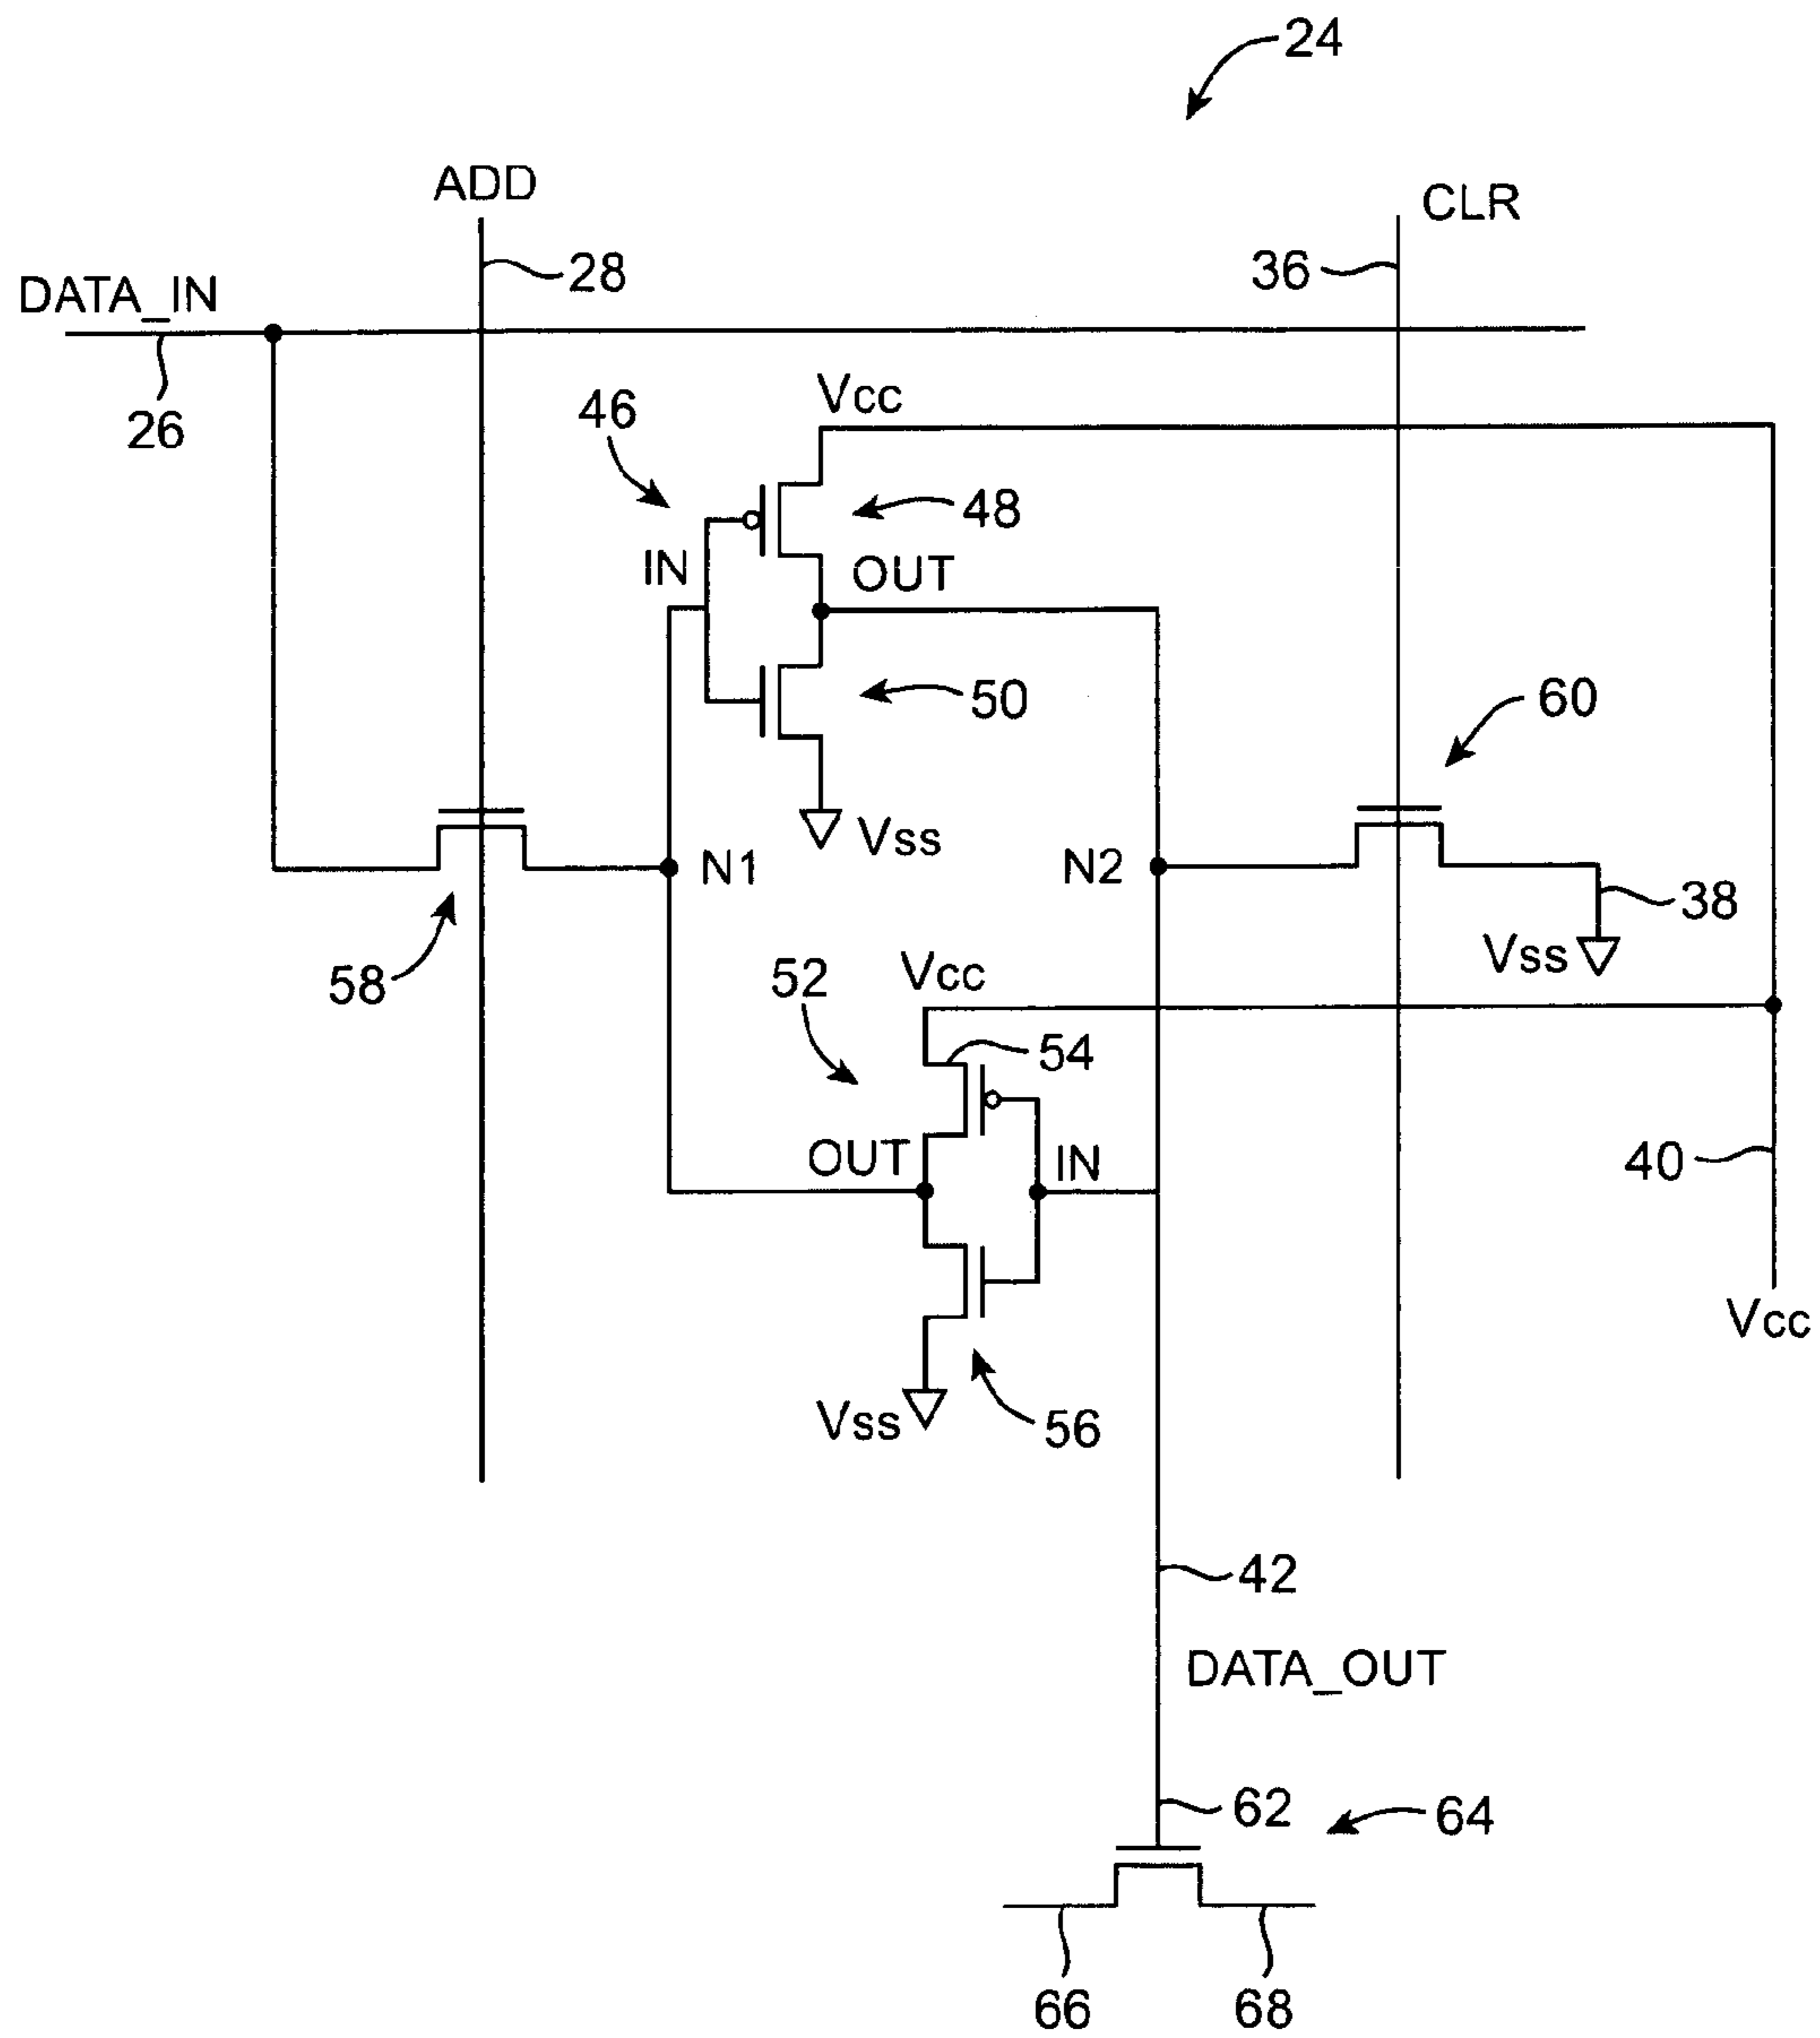 24
ADD
CLR
28
36
DATA_IN
26
Vcc
46
48
IN
OUT
50
60
Vss
N1
N2
38
58
52
Vcc
Vss
54
OUT
IN
40
Vcc
Vss
56
42
DATA_OUT
62
64
66
68